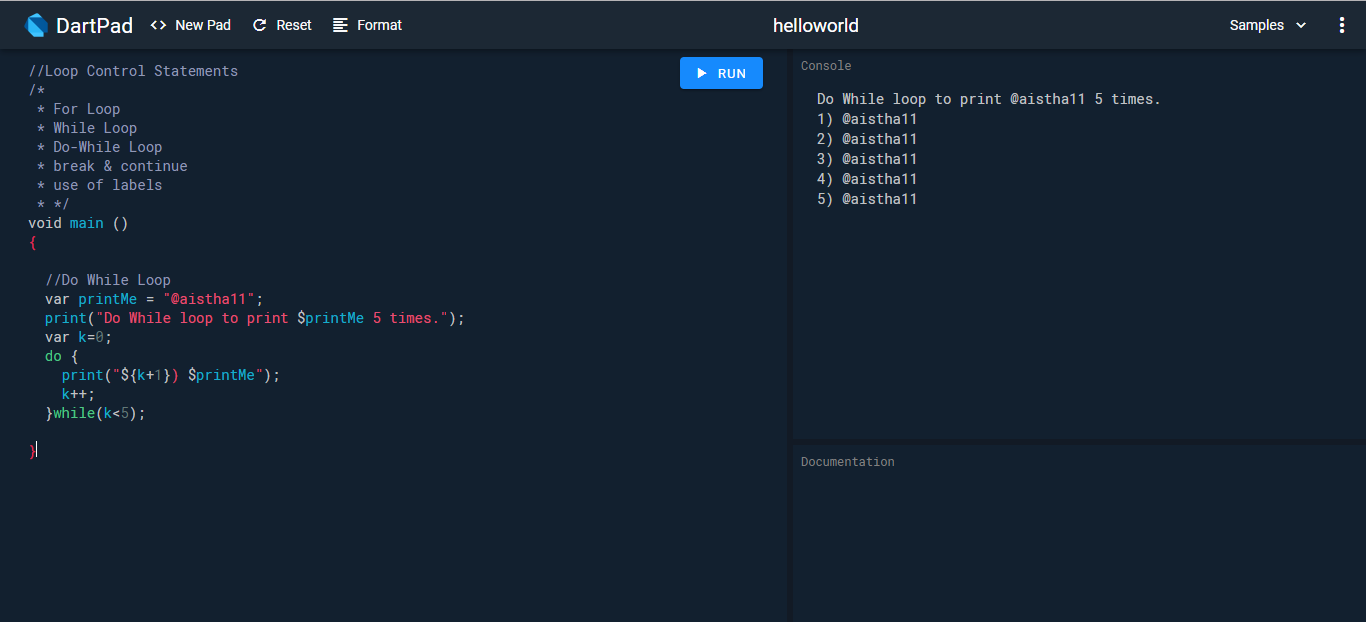 DartPad <> New Pad Reset Format helloworld Samples
//Loop Control Statements
/*
 * For Loop
 * While Loop
 * Do-While Loop
 * break & continue
 * use of labels
 * */
void main ()
{
  //Do While Loop
  var printMe = "@aistha11";
  print("Do While loop to print $printMe 5 times.");
  var k=0;
  do {
    print("${k+1}) $printMe");
    k++;
  }while(k<5);
}
RUN
Console
Do While loop to print @aistha11 5 times.
1) @aistha11
2) @aistha11
3) @aistha11
4) @aistha11
5) @aistha11
Documentation